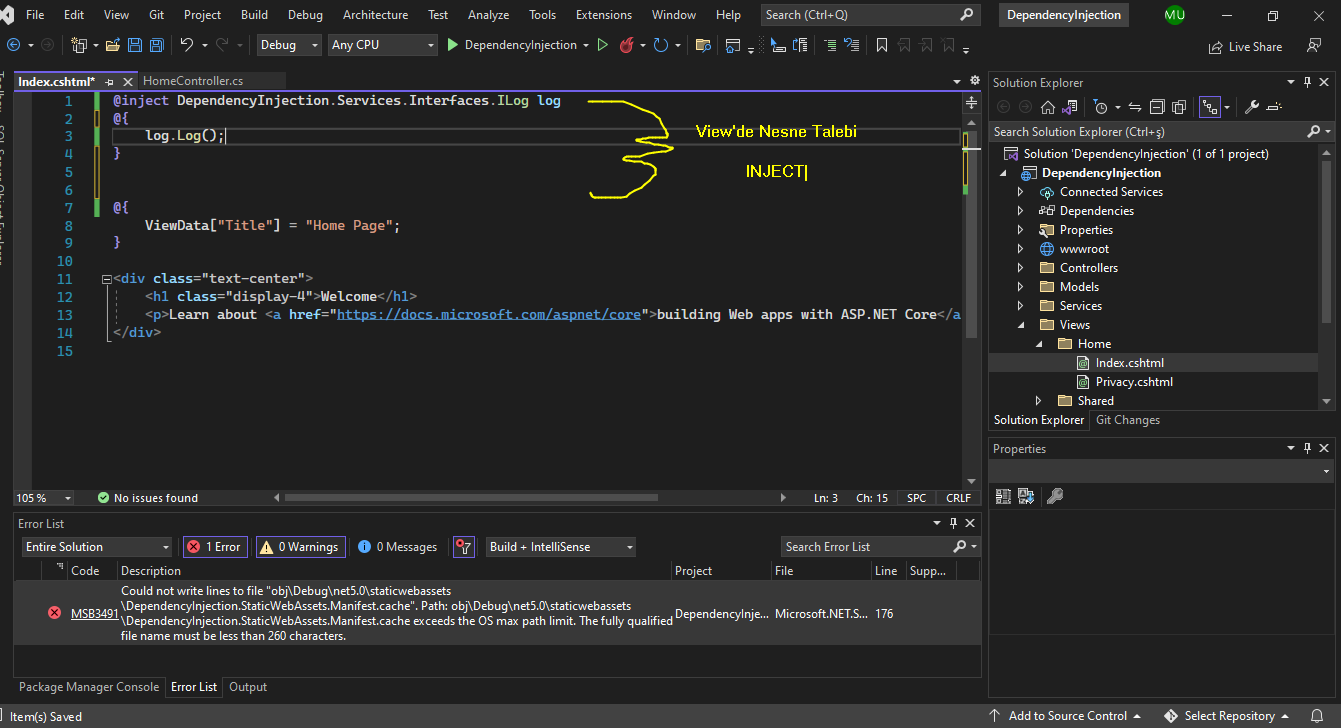 File Edit View Git Project Build Debug Architecture Test Analyze Tools Extensions Window Help Search (Ctrl+Q) DependencyInjection MU
Debug Any CPU DependencyInjection Live Share
Index.cshtml* HomeController.cs
1 @inject DependencyInjection.Services.Interfaces.ILog log
2 @{
3 log.Log();
4 }
5
6
7 @{
8 ViewData["Title"] = "Home Page";
9 }
10
11 <div class="text-center">
12 <h1 class="display-4">Welcome</h1>
13 <p>Learn about <a href="https://docs.microsoft.com/aspnet/core">building Web apps with ASP.NET Core</a
14 </div>
15
View'de Nesne Talebi
INJECT
105 % No issues found Ln: 3 Ch: 15 SPC CRLF
Solution Explorer
Search Solution Explorer (Ctrl+ş)
Solution 'DependencyInjection' (1 of 1 project)
DependencyInjection
Connected Services
Dependencies
Properties
wwwroot
Controllers
Models
Services
Views
Home
Index.cshtml
Privacy.cshtml
Shared
Solution Explorer Git Changes
Properties
Error List
Entire Solution 1 Error 0 Warnings 0 Messages Build + IntelliSense Search Error List
Code Description Project File Line Supp...
MSB3491 Could not write lines to file "obj\Debug\net5.0\staticwebassets
\DependencyInjection.StaticWebAssets.Manifest.cache". Path: obj\Debug\net5.0\staticwebassets
\DependencyInjection.StaticWebAssets.Manifest.cache exceeds the OS max path limit. The fully qualified
file name must be less than 260 characters.
DependencyInje... Microsoft.NET.S... 176
Package Manager Console Error List Output
Item(s) Saved Add to Source Control Select Repository